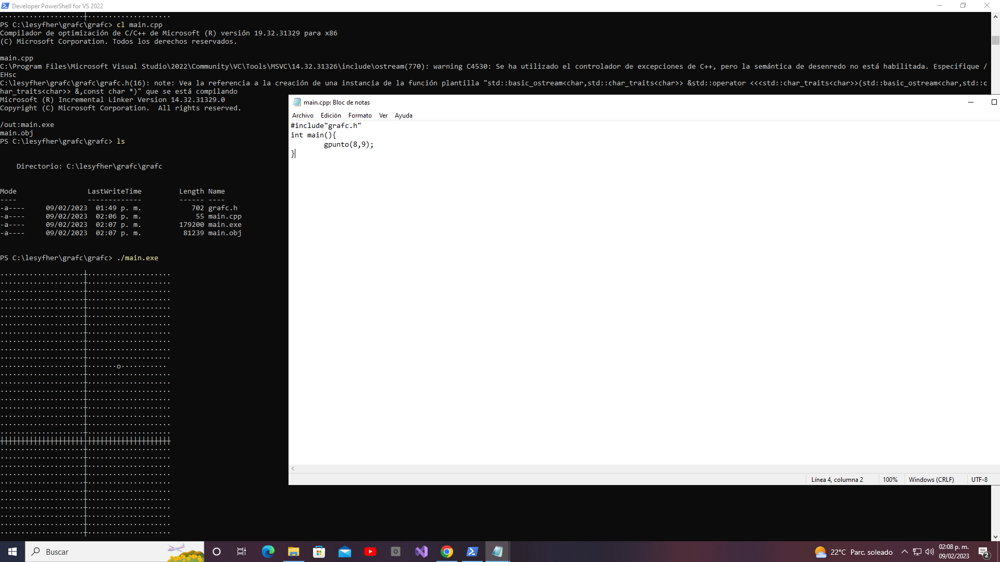 Developer PowerShell for VS 2022
....................┼....................
PS C:\lesyfher\grafc\grafc> cl main.cpp
Compilador de optimización de C/C++ de Microsoft (R) versión 19.32.31329 para x86
(C) Microsoft Corporation. Todos los derechos reservados.
main.cpp
C:\Program Files\Microsoft Visual Studio\2022\Community\VC\Tools\MSVC\14.32.31326\include\ostream(770): warning C4530: Se ha utilizado el controlador de excepciones de C++, pero la semántica de desenredo no está habilitada. Especifique /
EHsc
C:\lesyfher\grafc\grafc\grafc.h(16): note: Vea la referencia a la creación de una instancia de la función plantilla "std::basic_ostream<char,std::char_traits<char>> &std::operator <<<std::char_traits<char>>(std::basic_ostream<char,std::c
har_traits<char>> &,const char *)" que se está compilando
Microsoft (R) Incremental Linker Version 14.32.31329.0
Copyright (C) Microsoft Corporation.  All rights reserved.
/out:main.exe
main.obj
PS C:\lesyfher\grafc\grafc> ls
Directorio: C:\lesyfher\grafc\grafc
Mode LastWriteTime Length Name
---- ------------- ------ ----
-a---- 09/02/2023 01:49 p. m. 702 grafc.h
-a---- 09/02/2023 02:06 p. m. 55 main.cpp
-a---- 09/02/2023 02:07 p. m. 179200 main.exe
-a---- 09/02/2023 02:07 p. m. 81239 main.obj
PS C:\lesyfher\grafc\grafc> ./main.exe
o
main.cpp: Bloc de notas
Archivo Edición Formato Ver Ayuda
#include"grafc.h"
int main(){
gpunto(8,9);
}
Línea 4, columna 2 100% Windows (CRLF) UTF-8
Buscar
22°C Parc. soleado
02:08 p. m.
09/02/2023
2